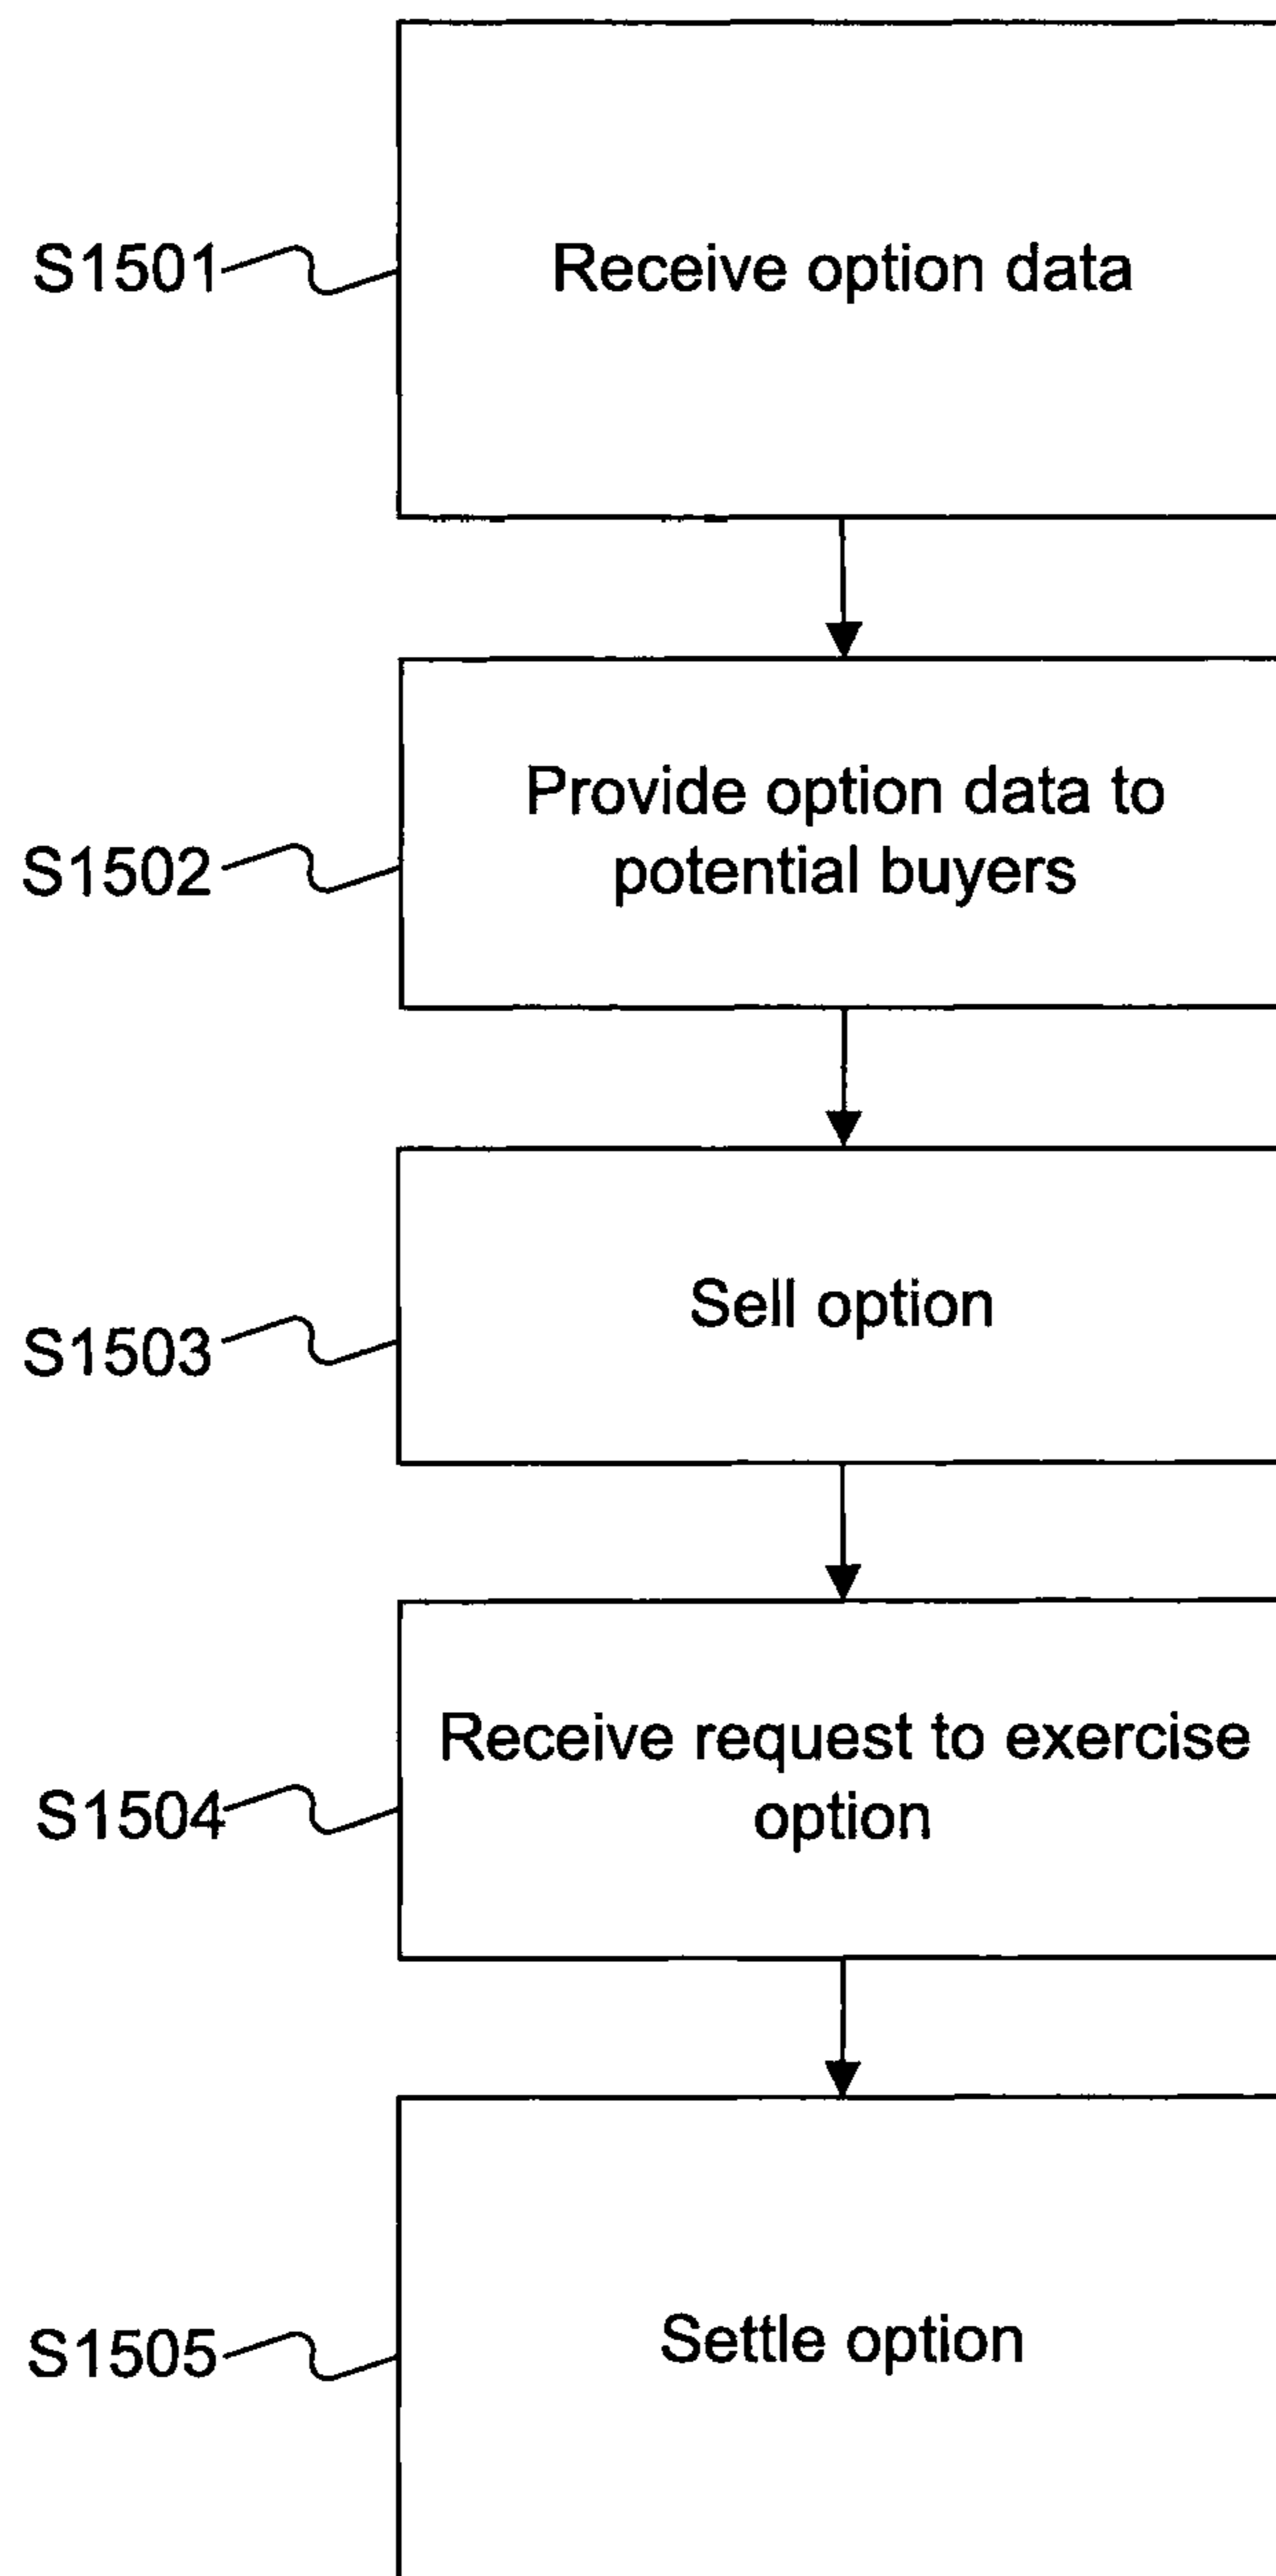 S1501
Receive option data
Provide option data to
potential buyers
S1502
Sell option
S1503
Receive request to exercise
option
S1504
Settle option
S1505